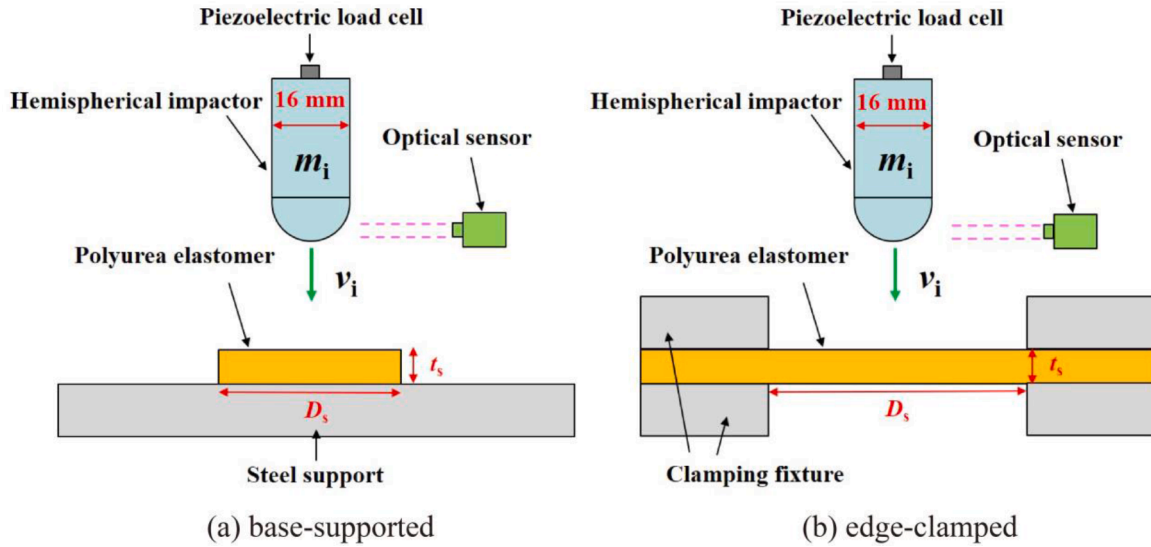 Piezoelectric load cell
Hemispherical impactor
16 mm
Optical sensor
mi
Polyurea elastomer
vi
ts
Ds
Steel support
(a) base-supported
Piezoelectric load cell
Hemispherical impactor
16 mm
Optical sensor
mi
Polyurea elastomer
vi
ts
Ds
Clamping fixture
(b) edge-clamped